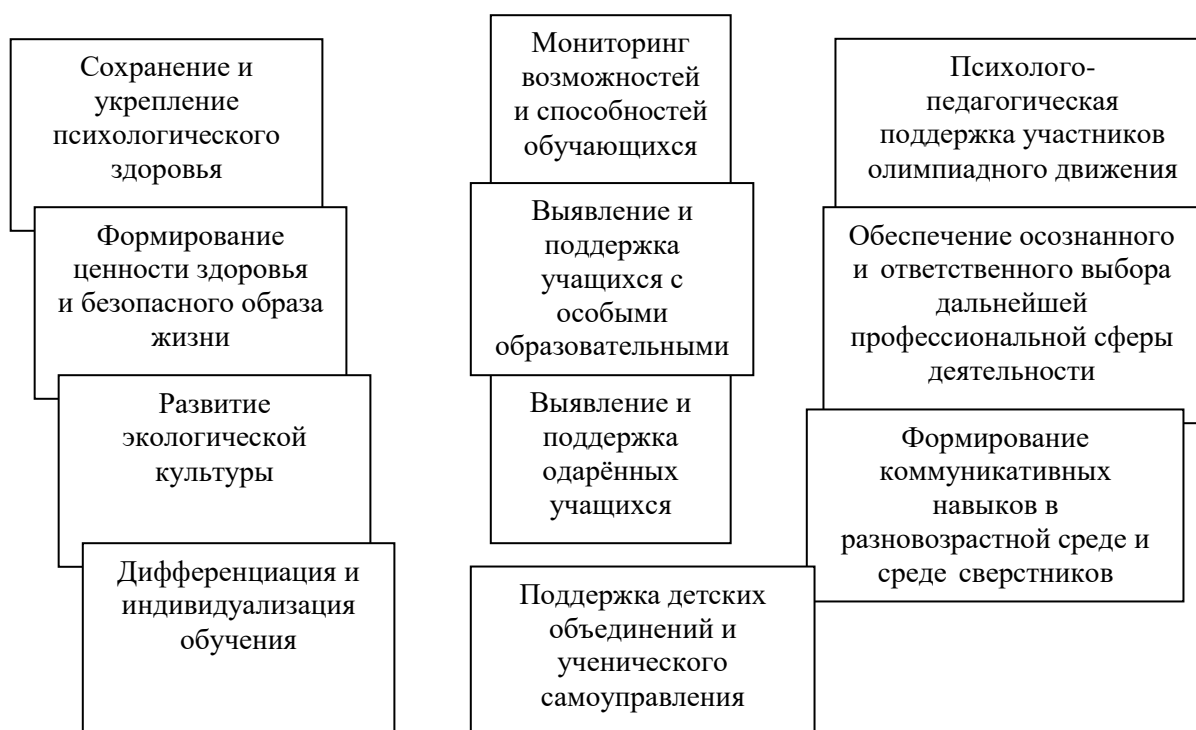 Сохранение и
укрепление
психологического
здоровья
Формирование
ценности здоровья
и безопасного образа
жизни
Развитие
экологической
культуры
Дифференциация и
индивидуализация
обучения
Мониторинг
возможностей
и способностей
обучающихся
Выявление и
поддержка
учащихся с
особыми
образовательными
Выявление и
поддержка
одарённых
учащихся
Поддержка детских
объединений и
ученического
самоуправления
Психолого-
педагогическая
поддержка участников
олимпиадного движения
Обеспечение осознанного
и ответственного выбора
дальнейшей
профессиональной сферы
деятельности
Формирование
коммуникативных
навыков в
разновозрастной среде и
среде сверстников